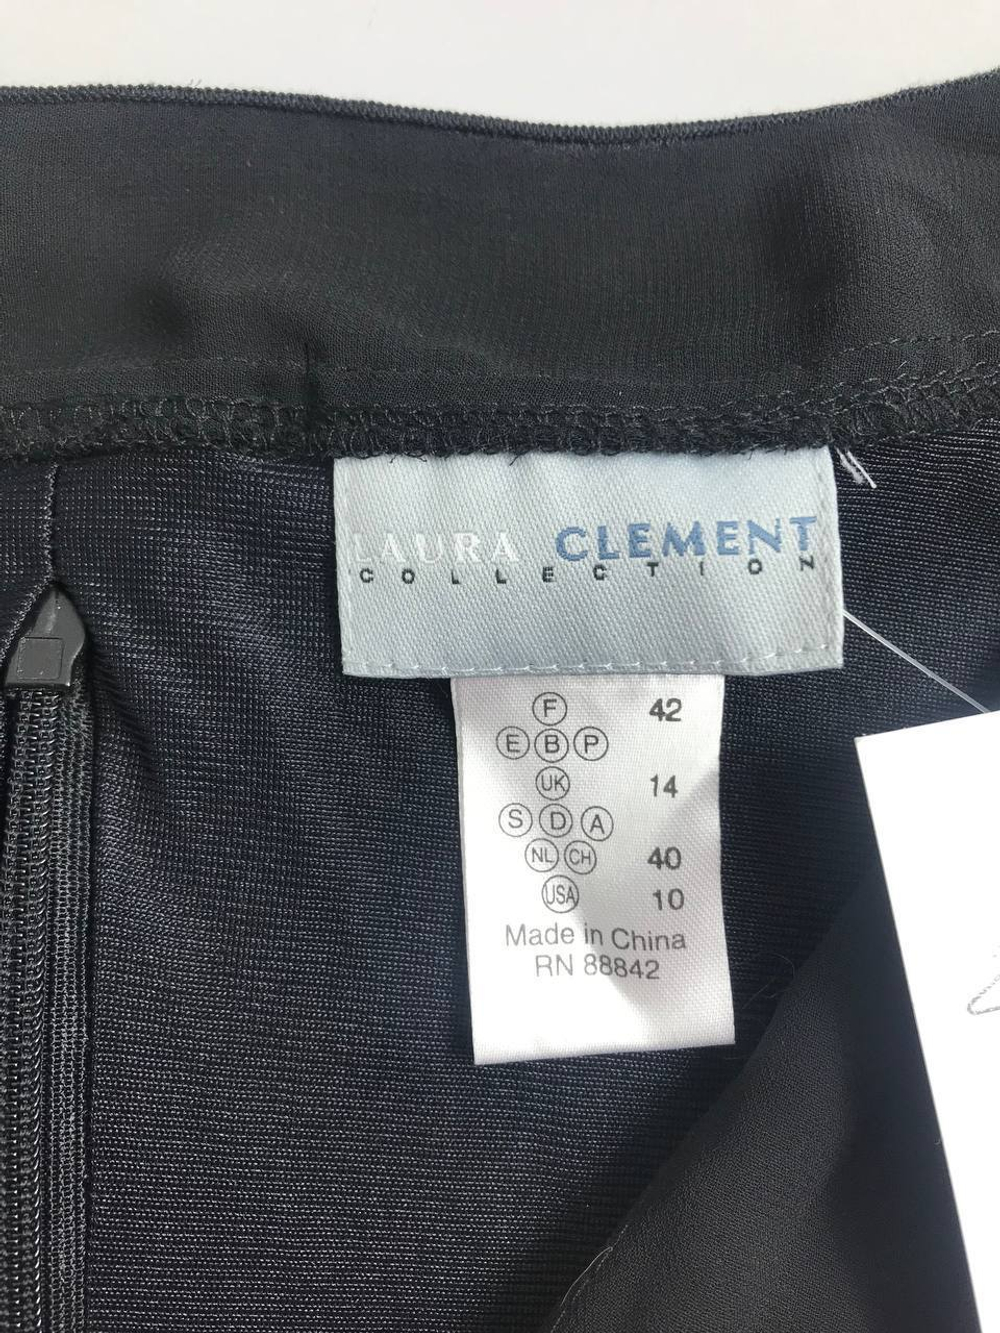 LAURA CLEMENT
COLLECTION
F 42
E B P
UK 14
S D A
NL CH 40
USA 10
Made in China
RN 88842